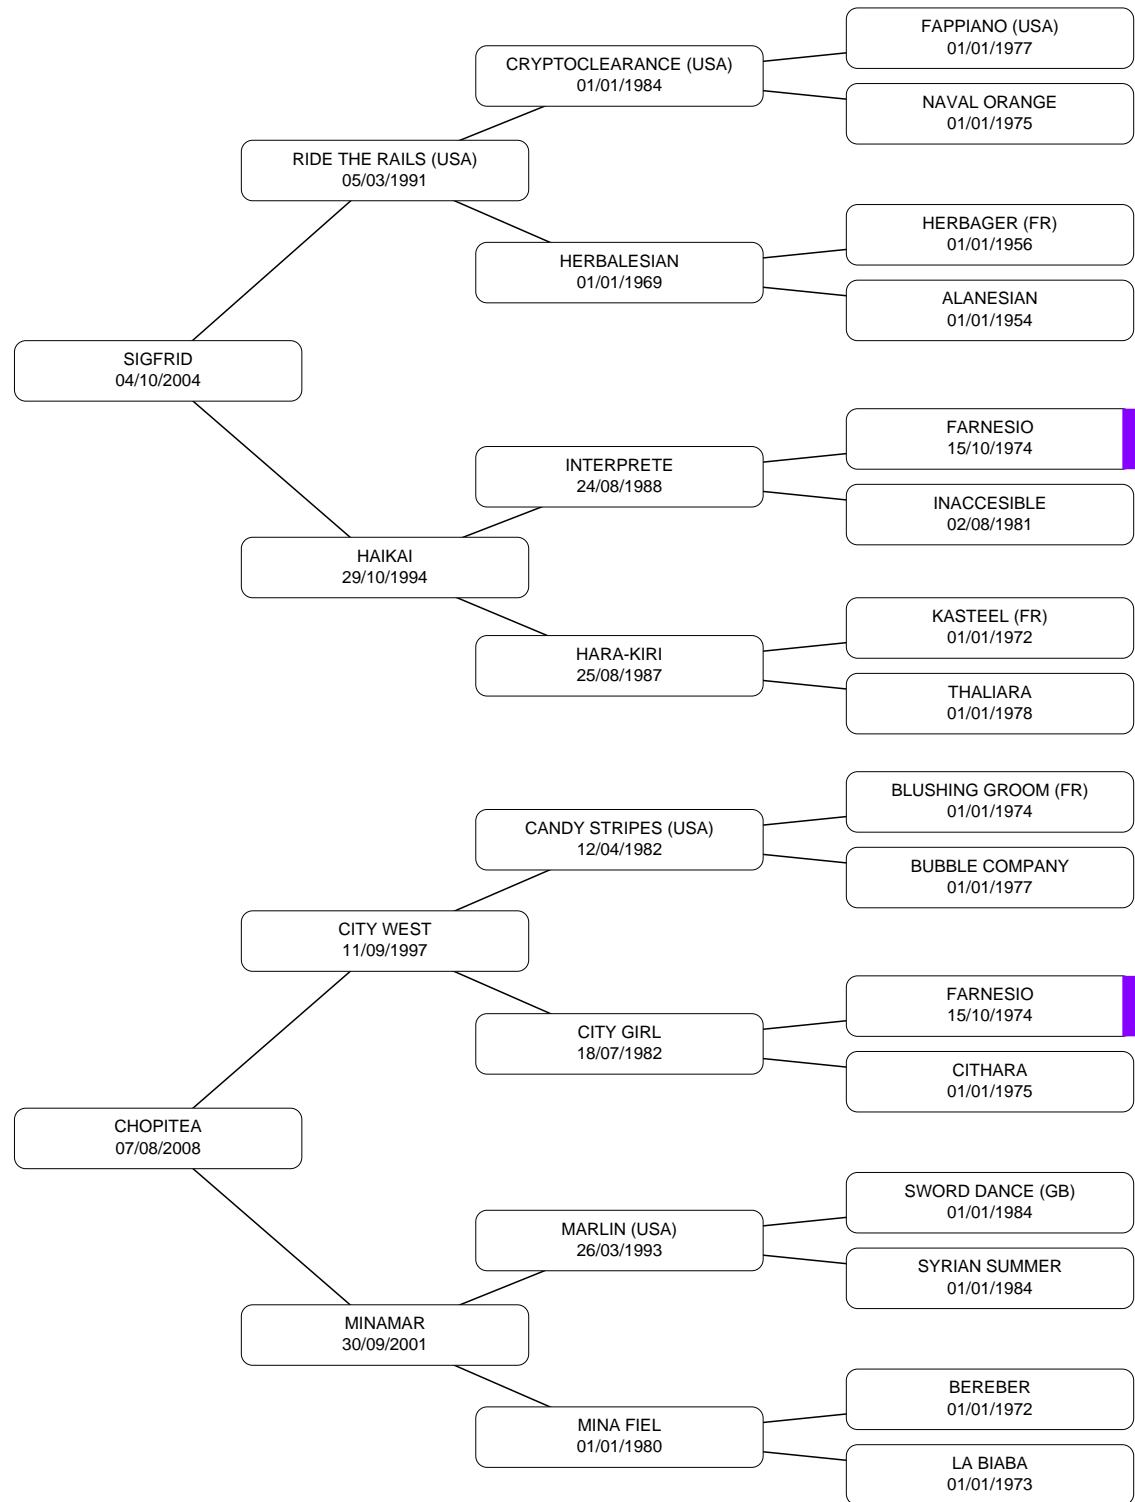 FAPPIANO (USA)
01/01/1977
CRYPTOCLEARANCE (USA)
01/01/1984
NAVAL ORANGE
01/01/1975
RIDE THE RAILS (USA)
05/03/1991
HERBAGER (FR)
01/01/1956
HERBALESIAN
01/01/1969
ALANESIAN
01/01/1954
SIGFRID
04/10/2004
FARNESIO
15/10/1974
INTERPRETE
24/08/1988
INACCESIBLE
02/08/1981
HAIKAI
29/10/1994
KASTEEL (FR)
01/01/1972
HARA-KIRI
25/08/1987
THALIARA
01/01/1978
BLUSHING GROOM (FR)
01/01/1974
CANDY STRIPES (USA)
12/04/1982
BUBBLE COMPANY
01/01/1977
CITY WEST
11/09/1997
FARNESIO
15/10/1974
CITY GIRL
18/07/1982
CITHARA
01/01/1975
CHOPITEA
07/08/2008
SWORD DANCE (GB)
01/01/1984
MARLIN (USA)
26/03/1993
SYRIAN SUMMER
01/01/1984
MINAMAR
30/09/2001
BEREBER
01/01/1972
MINA FIEL
01/01/1980
LA BIABA
01/01/1973